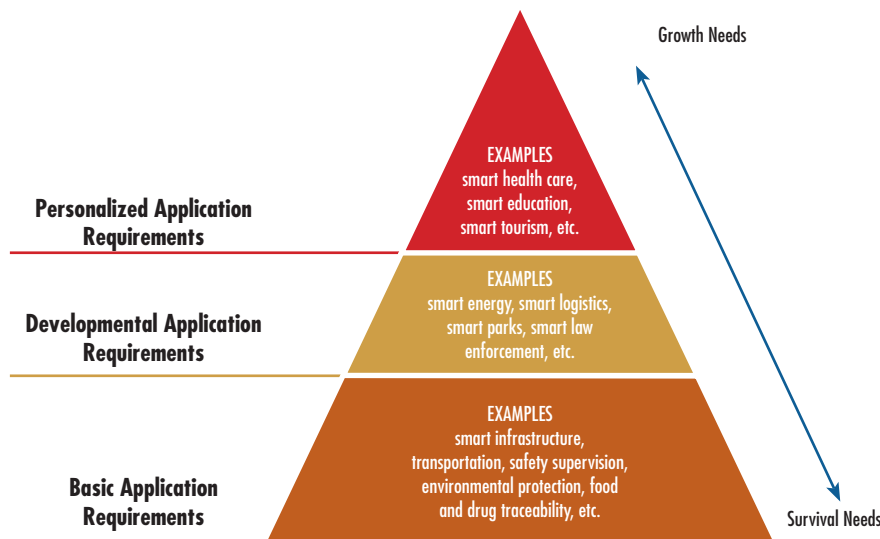 Growth Needs
EXAMPLES
smart health care,
smart education,
smart tourism, etc.
Personalized Application
Requirements
EXAMPLES
smart energy, smart logistics,
smart parks, smart law
enforcement, etc.
Developmental Application
Requirements
EXAMPLES
smart infrastructure,
transportation, safety supervision,
environmental protection, food
and drug traceability, etc.
Basic Application
Requirements
Survival Needs